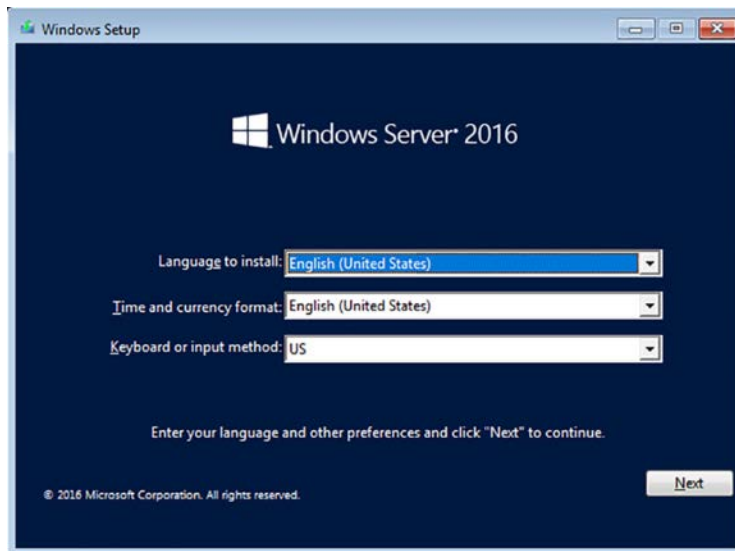 Windows Setup
Windows Server® 2016
Language to install: English (United States)
Time and currency format: English (United States)
Keyboard or input method: US
Enter your language and other preferences and click "Next" to continue.
Next
© 2016 Microsoft Corporation. All rights reserved.